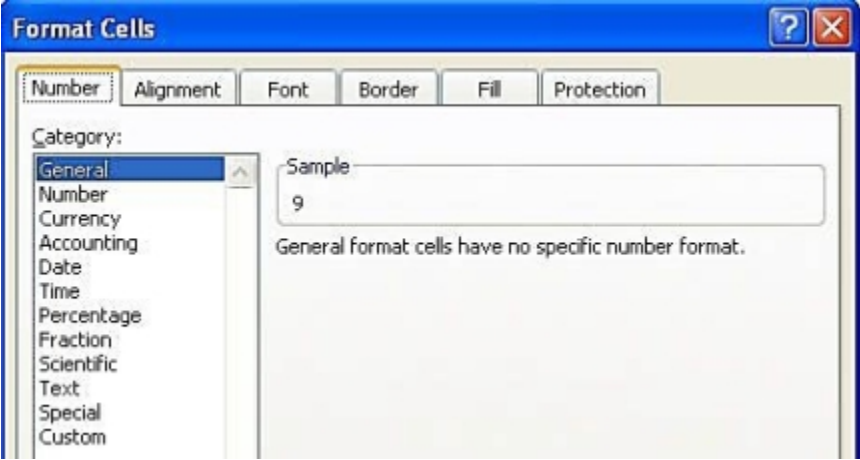 Format Cells
Number Alignment Font Border Fill Protection
Category:
General
Number
Currency
Accounting
Date
Time
Percentage
Fraction
Scientific
Text
Special
Custom
Sample
9
General format cells have no specific number format.